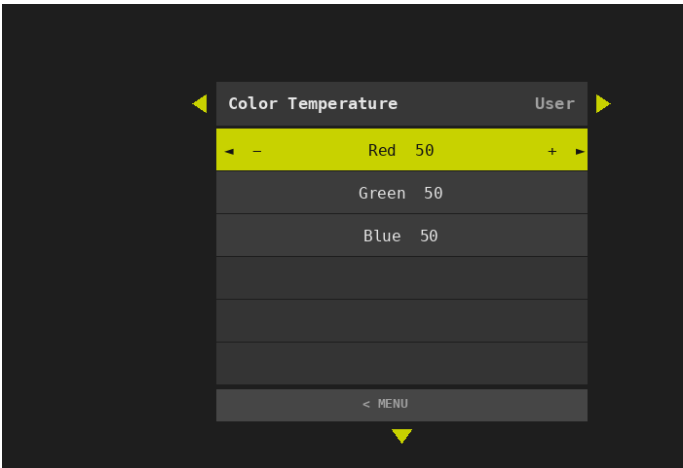 Color Temperature User
◄ – Red 50 + ►
Green 50
Blue 50
< MENU